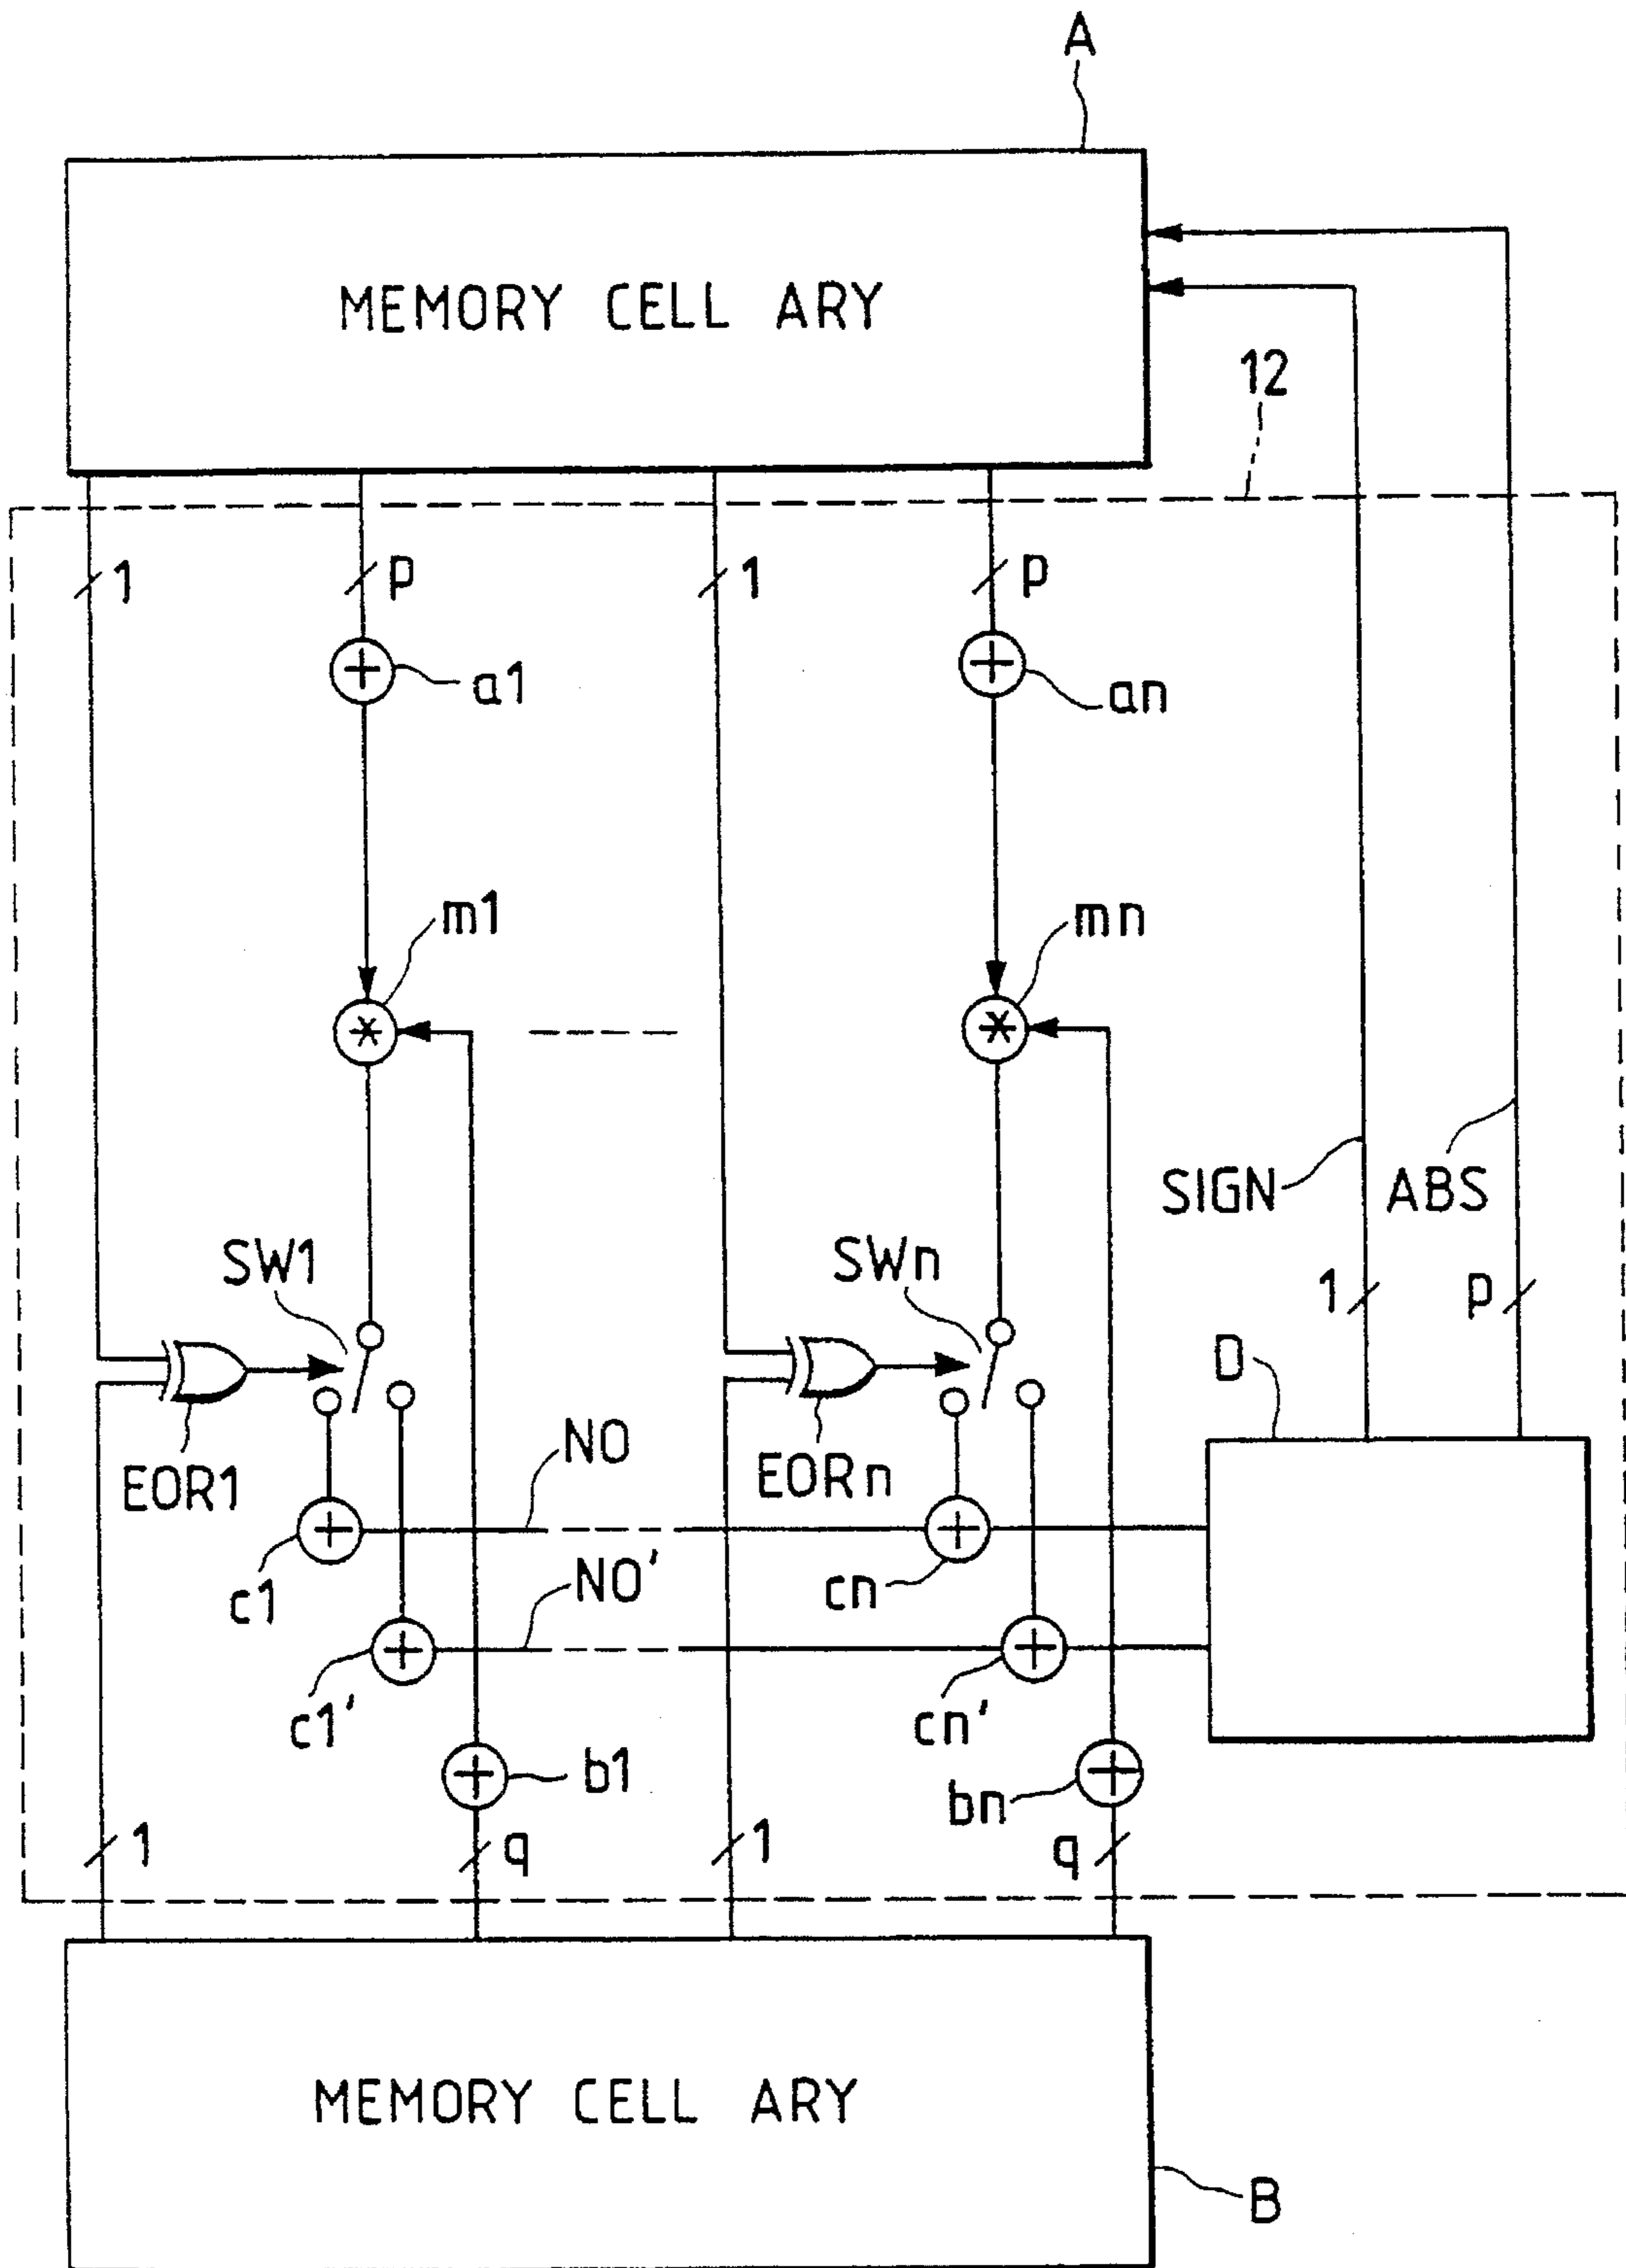 A
MEMORY CELL ARY
12
1
p
1
p
a1
an
m1
mn
SIGN
ABS
SW1
SWn
1
p
D
EOR1
NO
EORn
c1
NO'
cn
c1'
cn'
b1
bn
1
q
1
q
MEMORY CELL ARY
B